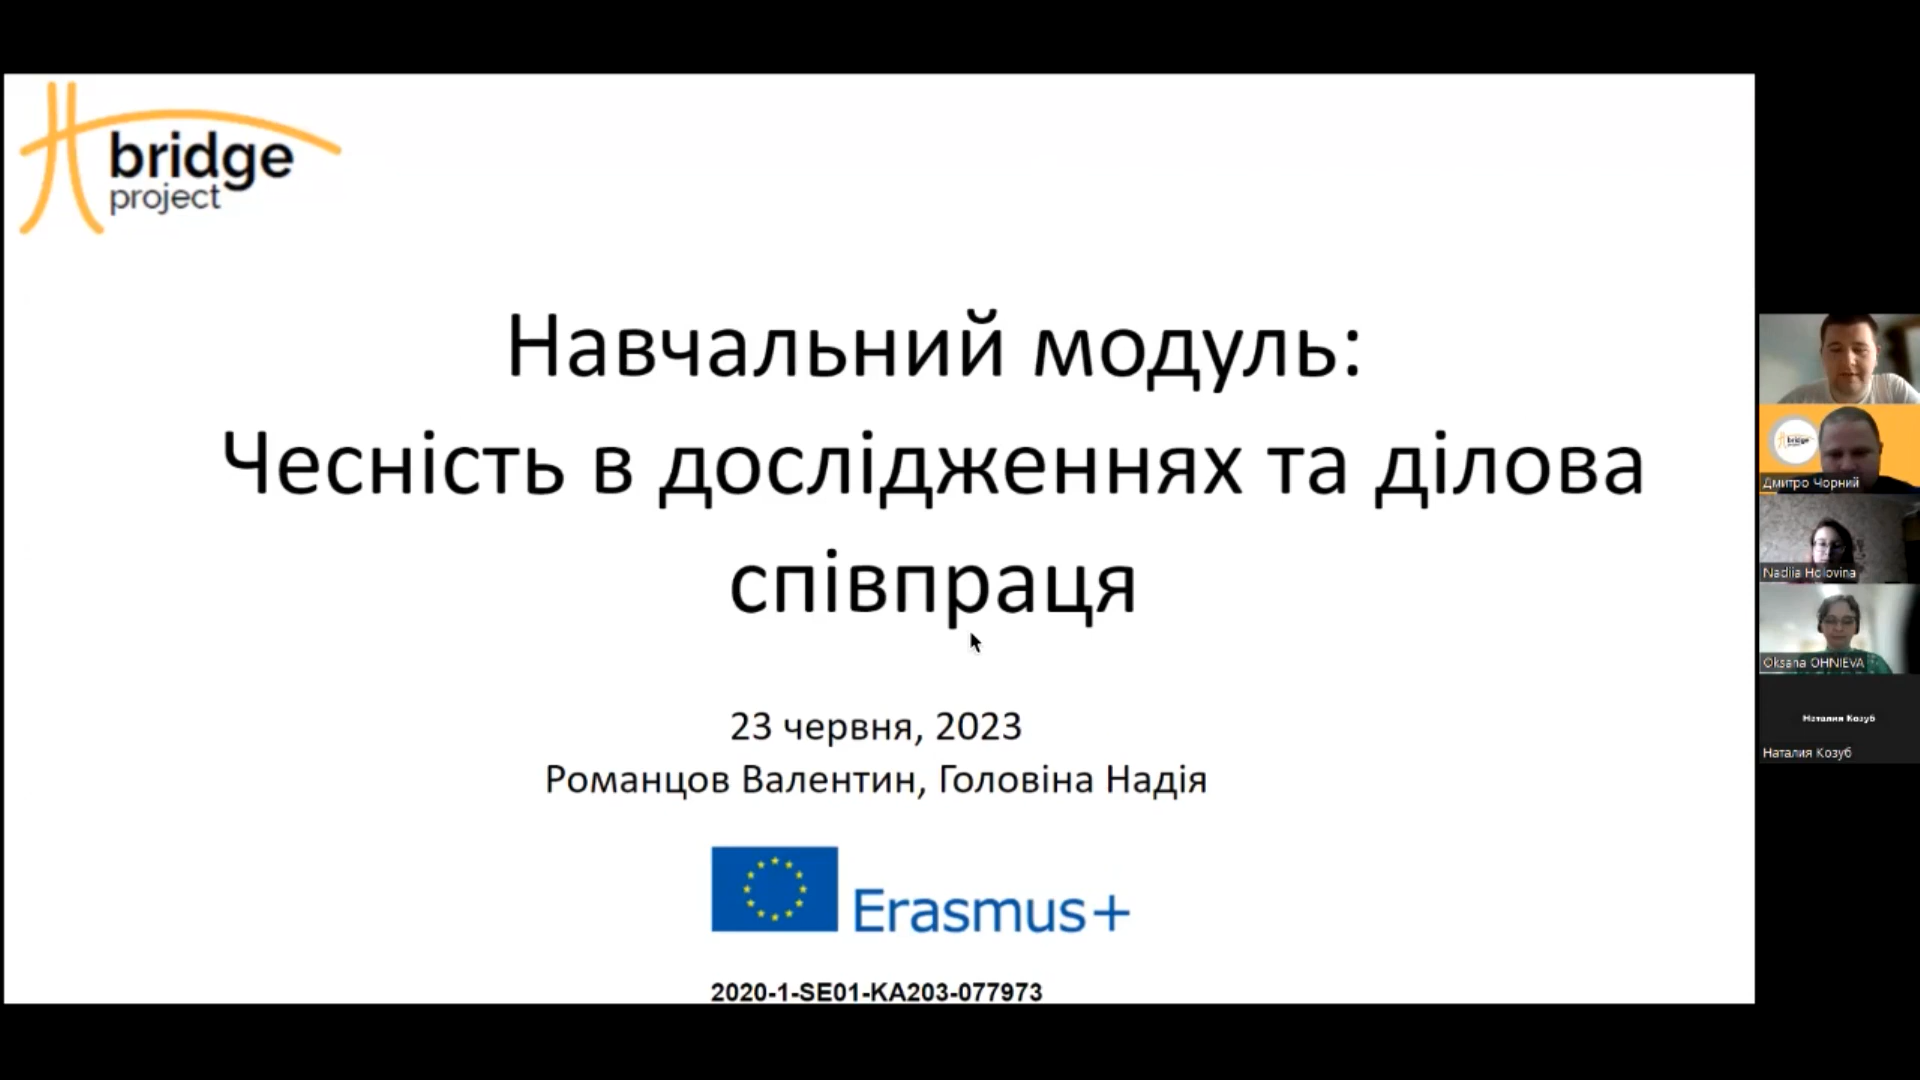 bridge
project
Навчальний модуль:
Чесність в дослідженнях та ділова
співпраця
23 червня, 2023
Романцов Валентин, Головіна Надія
Erasmus+
2020-1-SE01-KA203-077973
bridge
Дмитро Чорний
Nadiia Holovina
Oksana OHNIEVA
Наталия Козуб
Наталия Козуб